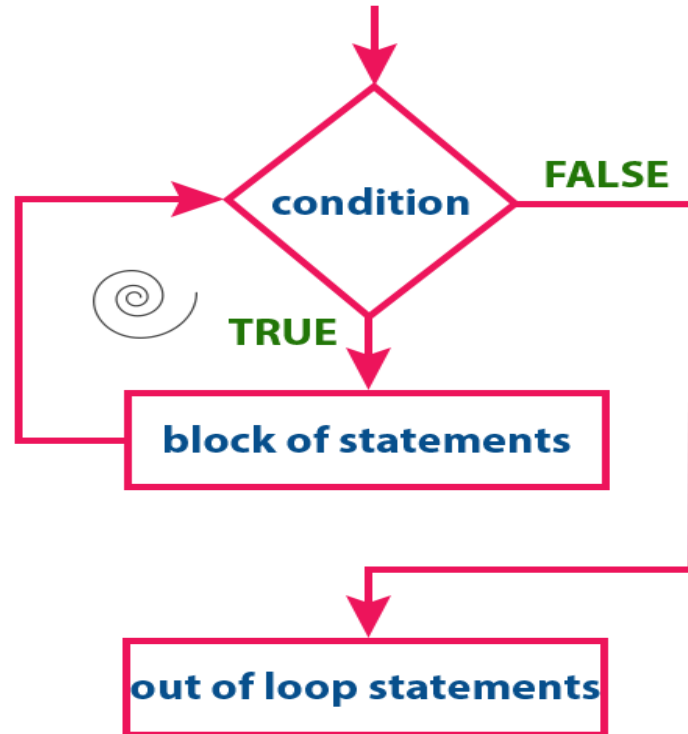 condition
FALSE
TRUE
block of statements
out of loop statements